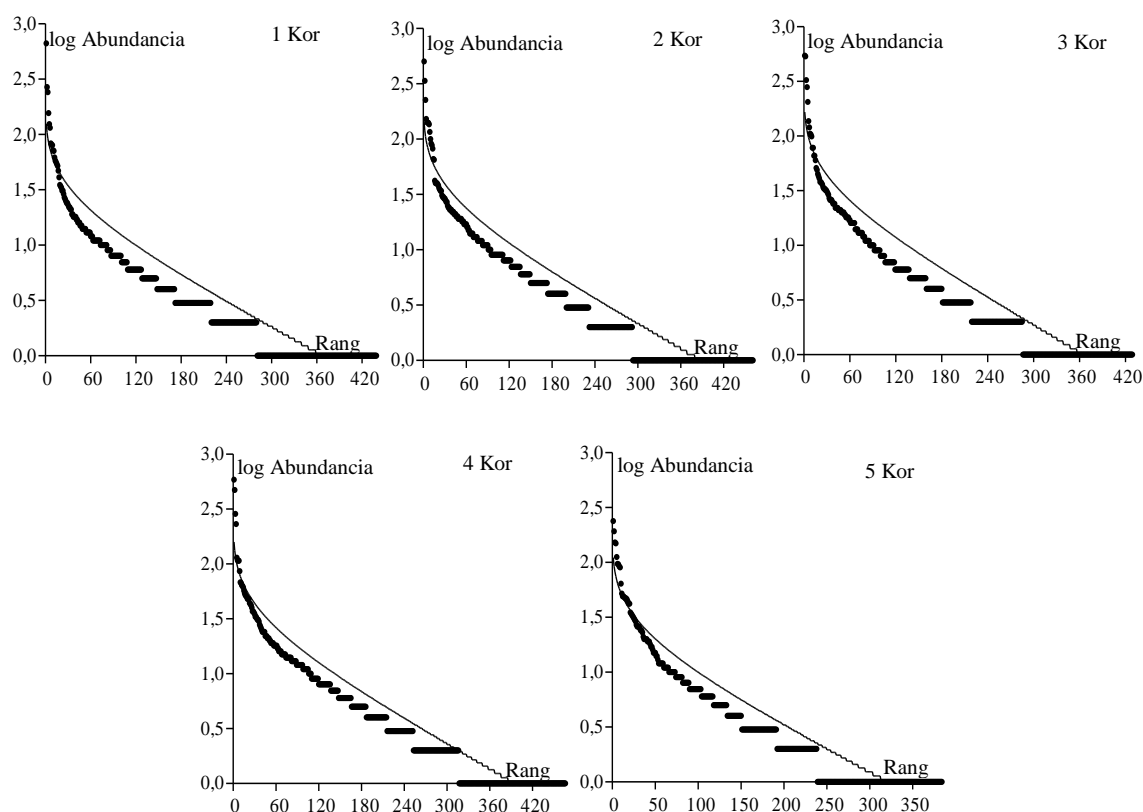 3,0 log Abundancia 1 Kor
2,5
2,0
1,5
1,0
0,5
0,0 Rang
0 60 120 180 240 300 360 420
3,0 log Abundancia 2 Kor
2,5
2,0
1,5
1,0
0,5
0,0 Rang
0 60 120 180 240 300 360 420
3,0 log Abundancia 3 Kor
2,5
2,0
1,5
1,0
0,5
0,0 Rang
0 60 120 180 240 300 360 420
3,0 log Abundancia 4 Kor
2,5
2,0
1,5
1,0
0,5
0,0 Rang
0 60 120 180 240 300 360 420
3,0 log Abundancia 5 Kor
2,5
2,0
1,5
1,0
0,5
0,0 Rang
0 50 100 150 200 250 300 350